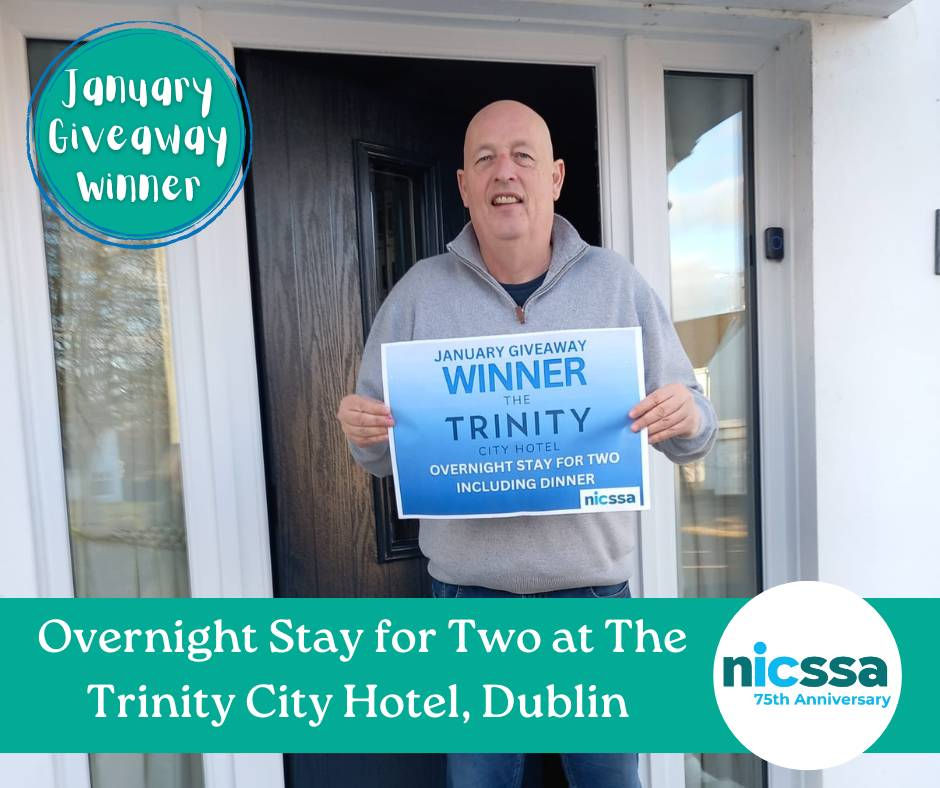 January
Giveaway
Winner
JANUARY GIVEAWAY
WINNER
THE
TRINITY
CITY HOTEL
OVERNIGHT STAY FOR TWO
INCLUDING DINNER
nicssa
Overnight Stay for Two at The
Trinity City Hotel, Dublin
nicssa
75th Anniversary